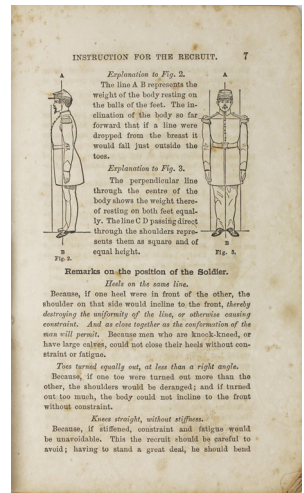 INSTRUCTION FOR THE RECRUIT. 7
A
A
Explanation to Fig. 2.
The line A B represents the
weight of the body resting on
the balls of the feet. The in-
clination of the body so far
forward that if a line were
dropped from the breast it
would fall just outside the
toes.
Explanation to Fig. 3.
The perpendicular line
through the centre of the
body shows the weight there-
of resting on both feet equal-
ly. The line C D passing direct
through the shoulders repre-
sents them as square and of
equal height.
B
Fig. 2.
B
Fig. 3.
Remarks on the position of the Soldier.
Heels on the same line.
Because, if one heel were in front of the other, the
shoulder on that side would incline to the front, thereby
destroying the uniformity of the line, or otherwise causing
constraint. And as close together as the conformation of the
man will permit. Because men who are knock-kneed, or
have large calves, could not close their heels without con-
straint or fatigue.
Toes turned equally out, at less than a right angle.
Because, if one toe were turned out more than the
other, the shoulders would be deranged; and if turned
out too much, the body could not incline to the front
without constraint.
Knees straight, without stiffness.
Because, if stiffened, constraint and fatigue would
be unavoidable. This the recruit should be careful to
avoid; having to stand a great deal, he should bend